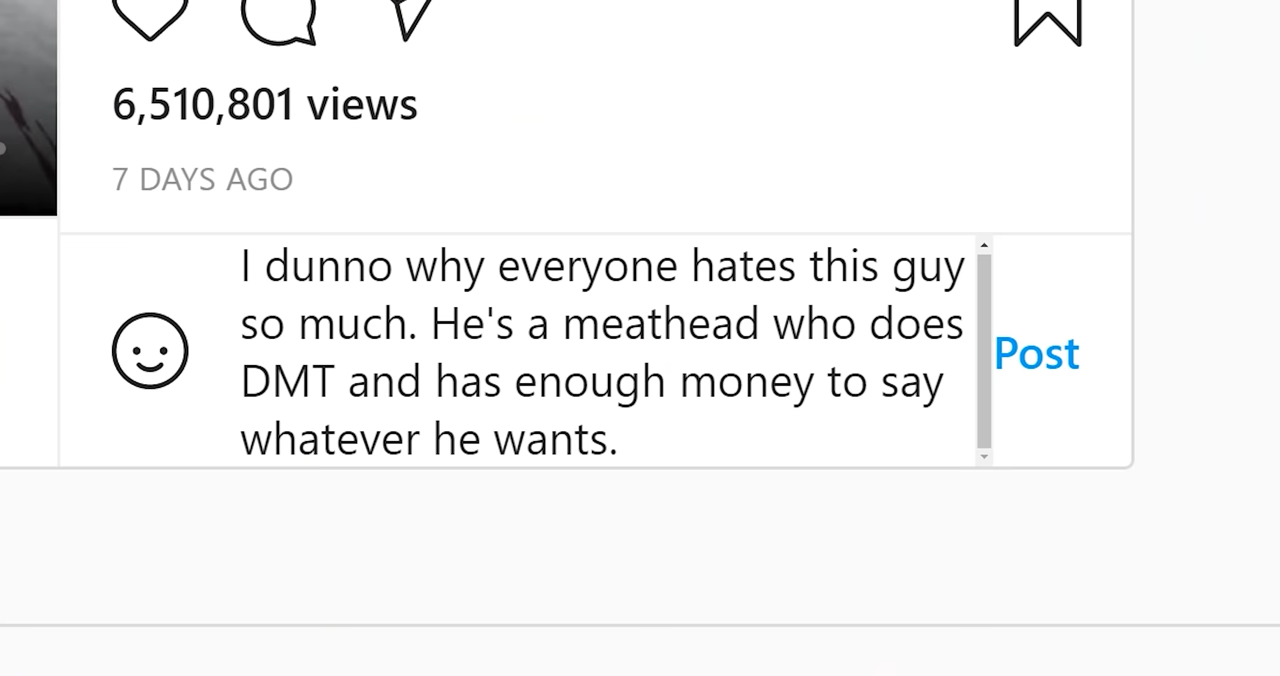 6,510,801 views
7 DAYS AGO
I dunno why everyone hates this guy
so much. He's a meathead who does
DMT and has enough money to say
whatever he wants.
Post